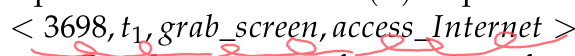 < 3698, t₁, grab_screen, access_Internet >